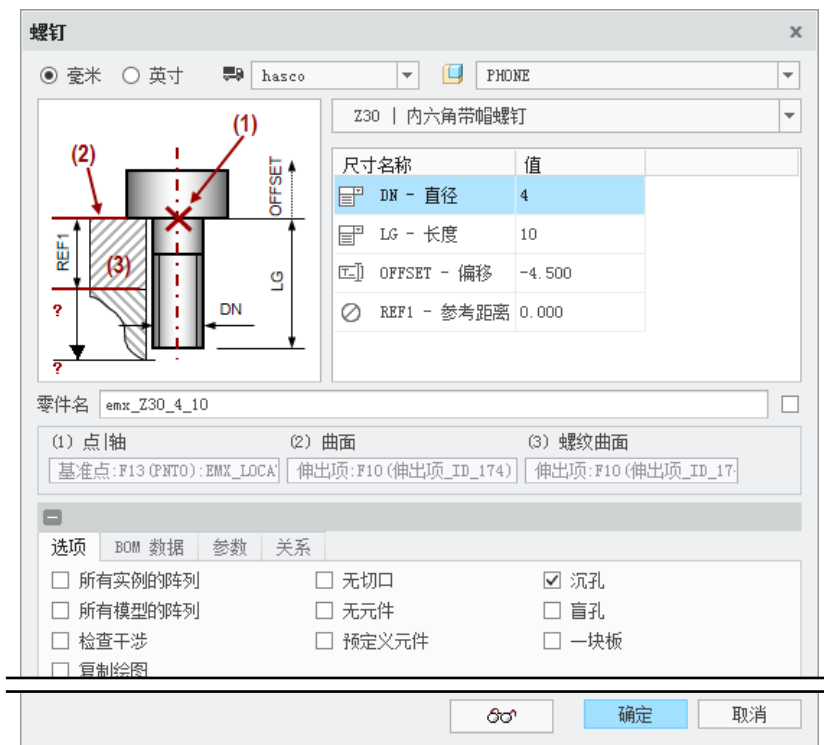 螺钉
毫米 英寸 hasco PHONE
Z30 | 内六角带帽螺钉
(1)
(2)
(3)
OFFSET
REF1
LG
DN
?
?
尺寸名称 值
DN - 直径 4
LG - 长度 10
OFFSET - 偏移 -4.500
REF1 - 参考距离 0.000
零件名 emx_Z30_4_10
(1) 点|轴 (2) 曲面 (3) 螺纹曲面
基准点:F13(PNT0):EMX_LOCA 伸出项:F10(伸出项_ID_174) 伸出项:F10(伸出项_ID_17
选项 BOM 数据 参数 关系
所有实例的阵列 无切口 沉孔
所有模型的阵列 无元件 盲孔
检查干涉 预定义元件 一块板
复制绘图
确定 取消